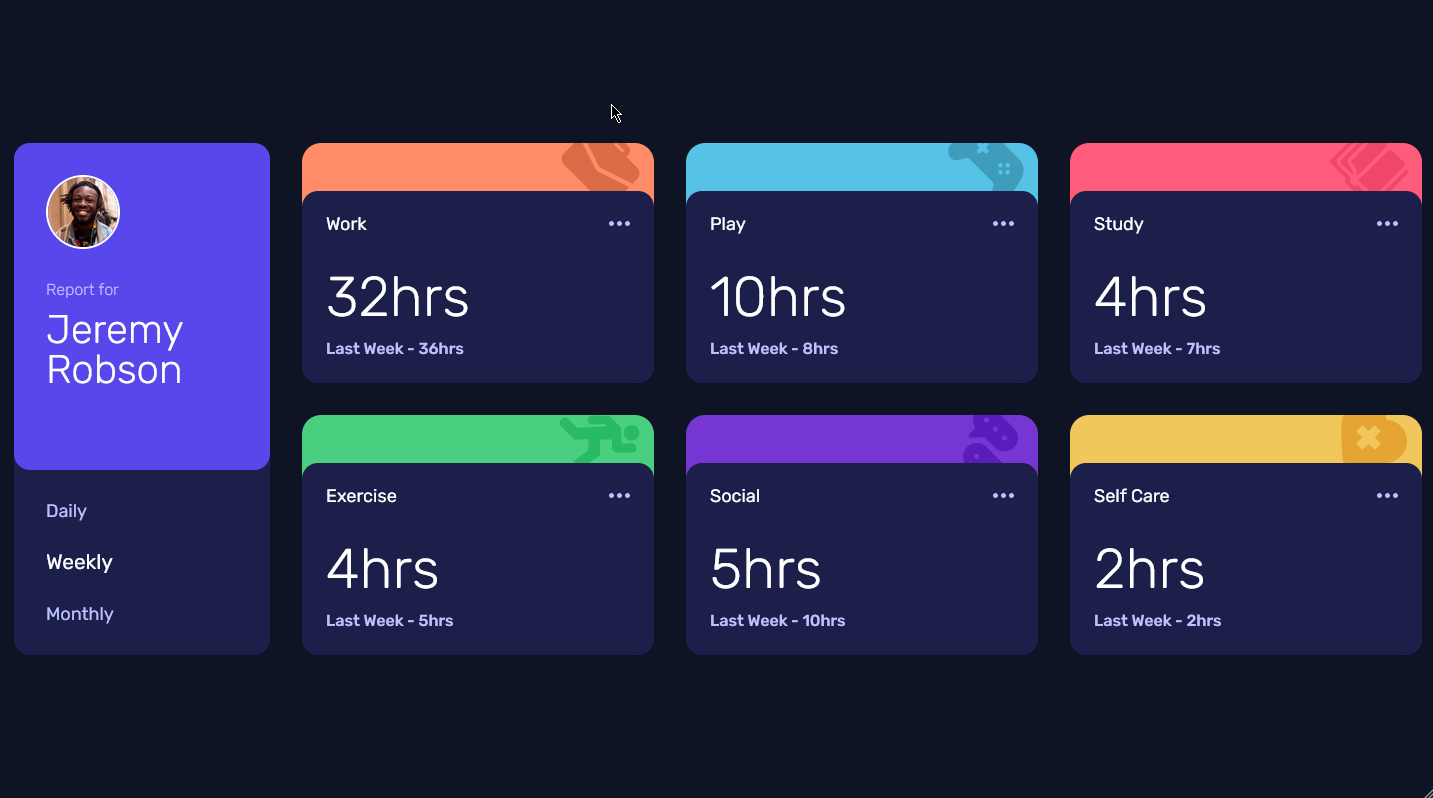 Report for
Jeremy
Robson
Daily
Weekly
Monthly
Work
32hrs
Last Week - 36hrs
Play
10hrs
Last Week - 8hrs
Study
4hrs
Last Week - 7hrs
Exercise
4hrs
Last Week - 5hrs
Social
5hrs
Last Week - 10hrs
Self Care
2hrs
Last Week - 2hrs